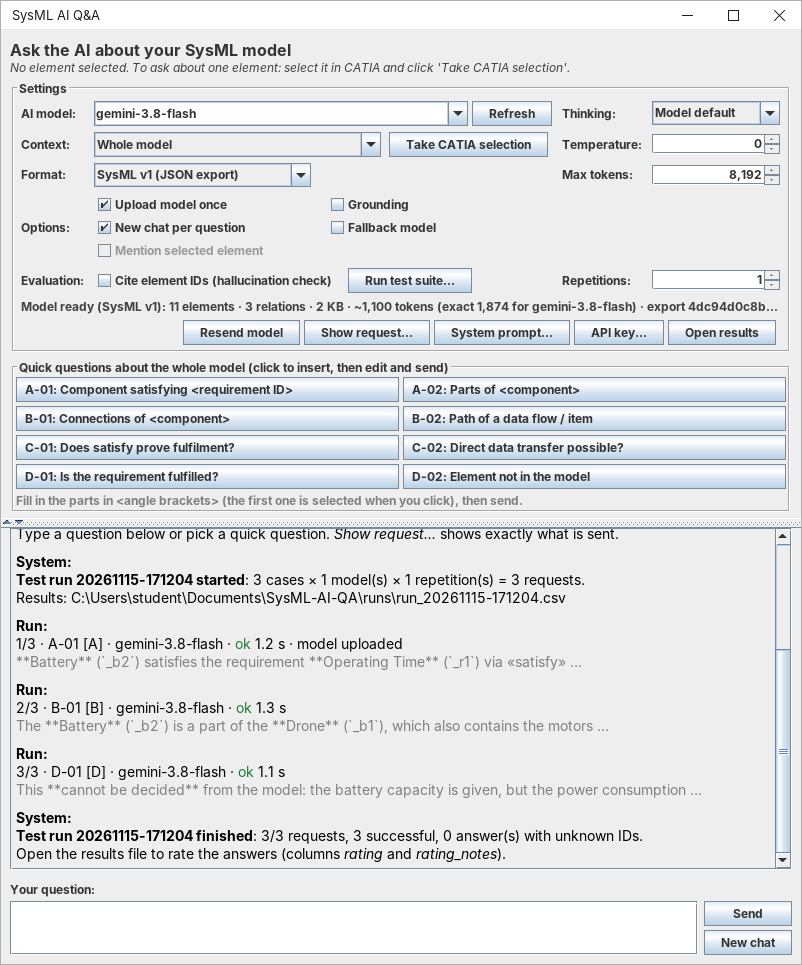 SysML AI Q&A
Ask the AI about your SysML model
No element selected. To ask about one element: select it in CATIA and click 'Take CATIA selection'.
Settings
AI model: gemini-3.8-flash Refresh Thinking: Model default
Context: Whole model Take CATIA selection Temperature: 0
Format: SysML v1 (JSON export) Max tokens: 8,192
Upload model once Grounding
Options: New chat per question Fallback model
Mention selected element
Evaluation: Cite element IDs (hallucination check) Run test suite... Repetitions: 1
Model ready (SysML v1): 11 elements · 3 relations · 2 KB · ~1,100 tokens (exact 1,874 for gemini-3.8-flash) · export 4dc94d0c8b...
Resend model Show request... System prompt... API key... Open results
Quick questions about the whole model (click to insert, then edit and send)
A-01: Component satisfying <requirement ID> A-02: Parts of <component>
B-01: Connections of <component> B-02: Path of a data flow / item
C-01: Does satisfy prove fulfilment? C-02: Direct data transfer possible?
D-01: Is the requirement fulfilled? D-02: Element not in the model
Fill in the parts in <angle brackets> (the first one is selected when you click), then send.
Type a question below or pick a quick question. Show request... shows exactly what is sent.
System:
Test run 20261115-171204 started: 3 cases × 1 model(s) × 1 repetition(s) = 3 requests.
Results: C:\Users\student\Documents\SysML-AI-QA\runs\run_20261115-171204.csv
Run:
1/3 · A-01 [A] · gemini-3.8-flash · ok 1.2 s · model uploaded
**Battery** (`_b2`) satisfies the requirement **Operating Time** (`_r1`) via «satisfy» ...
Run:
2/3 · B-01 [B] · gemini-3.8-flash · ok 1.3 s
The **Battery** (`_b2`) is a part of the **Drone** (`_b1`), which also contains the motors ...
Run:
3/3 · D-01 [D] · gemini-3.8-flash · ok 1.1 s
This **cannot be decided** from the model: the battery capacity is given, but the power consumption ...
System:
Test run 20261115-171204 finished: 3/3 requests, 3 successful, 0 answer(s) with unknown IDs.
Open the results file to rate the answers (columns rating and rating_notes).
Your question:
Send
New chat